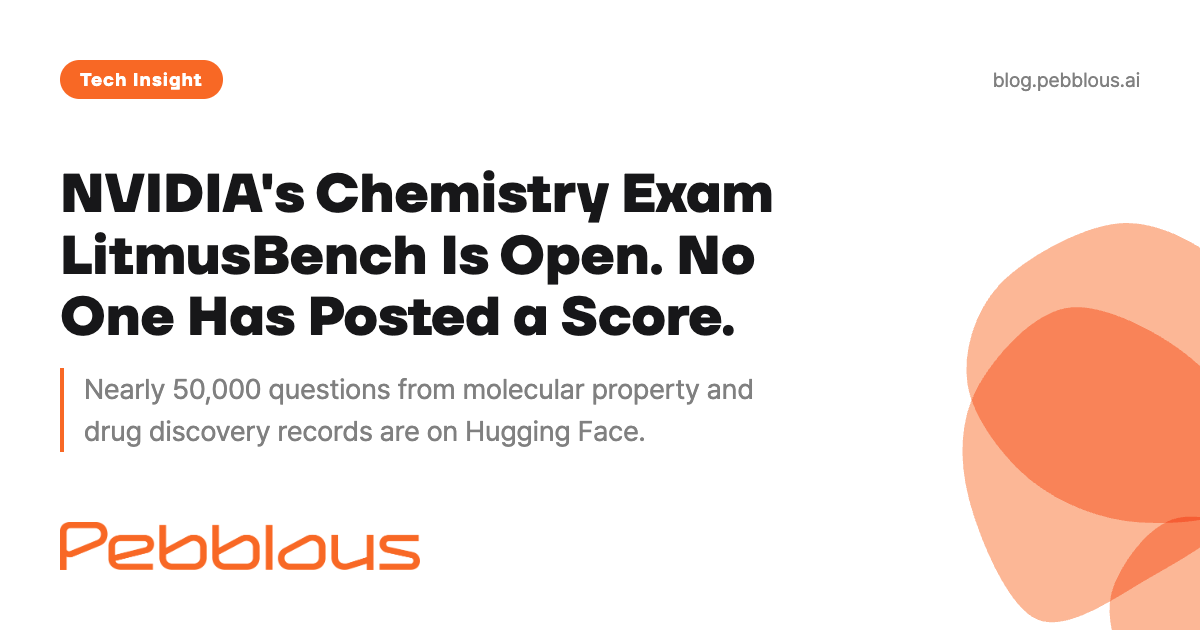 Tech Insight
blog.pebblous.ai
NVIDIA's Chemistry Exam
LitmusBench Is Open. No
One Has Posted a Score.
Nearly 50,000 questions from molecular property and
drug discovery records are on Hugging Face.
Pebblous